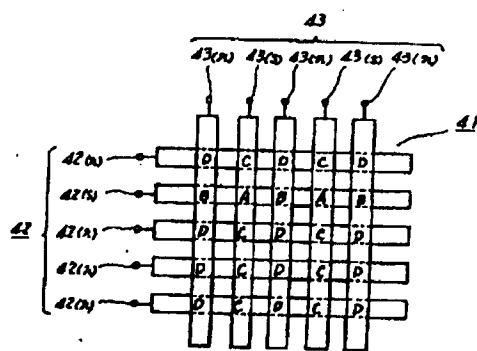 43
43(n) 43(s) 43(n) 43(s) 43(n)
41
42(n) D C D C D
42(s) B A B A B
42
42(n) D C D C D
42(n) D C D C D
42(n) D C D C D